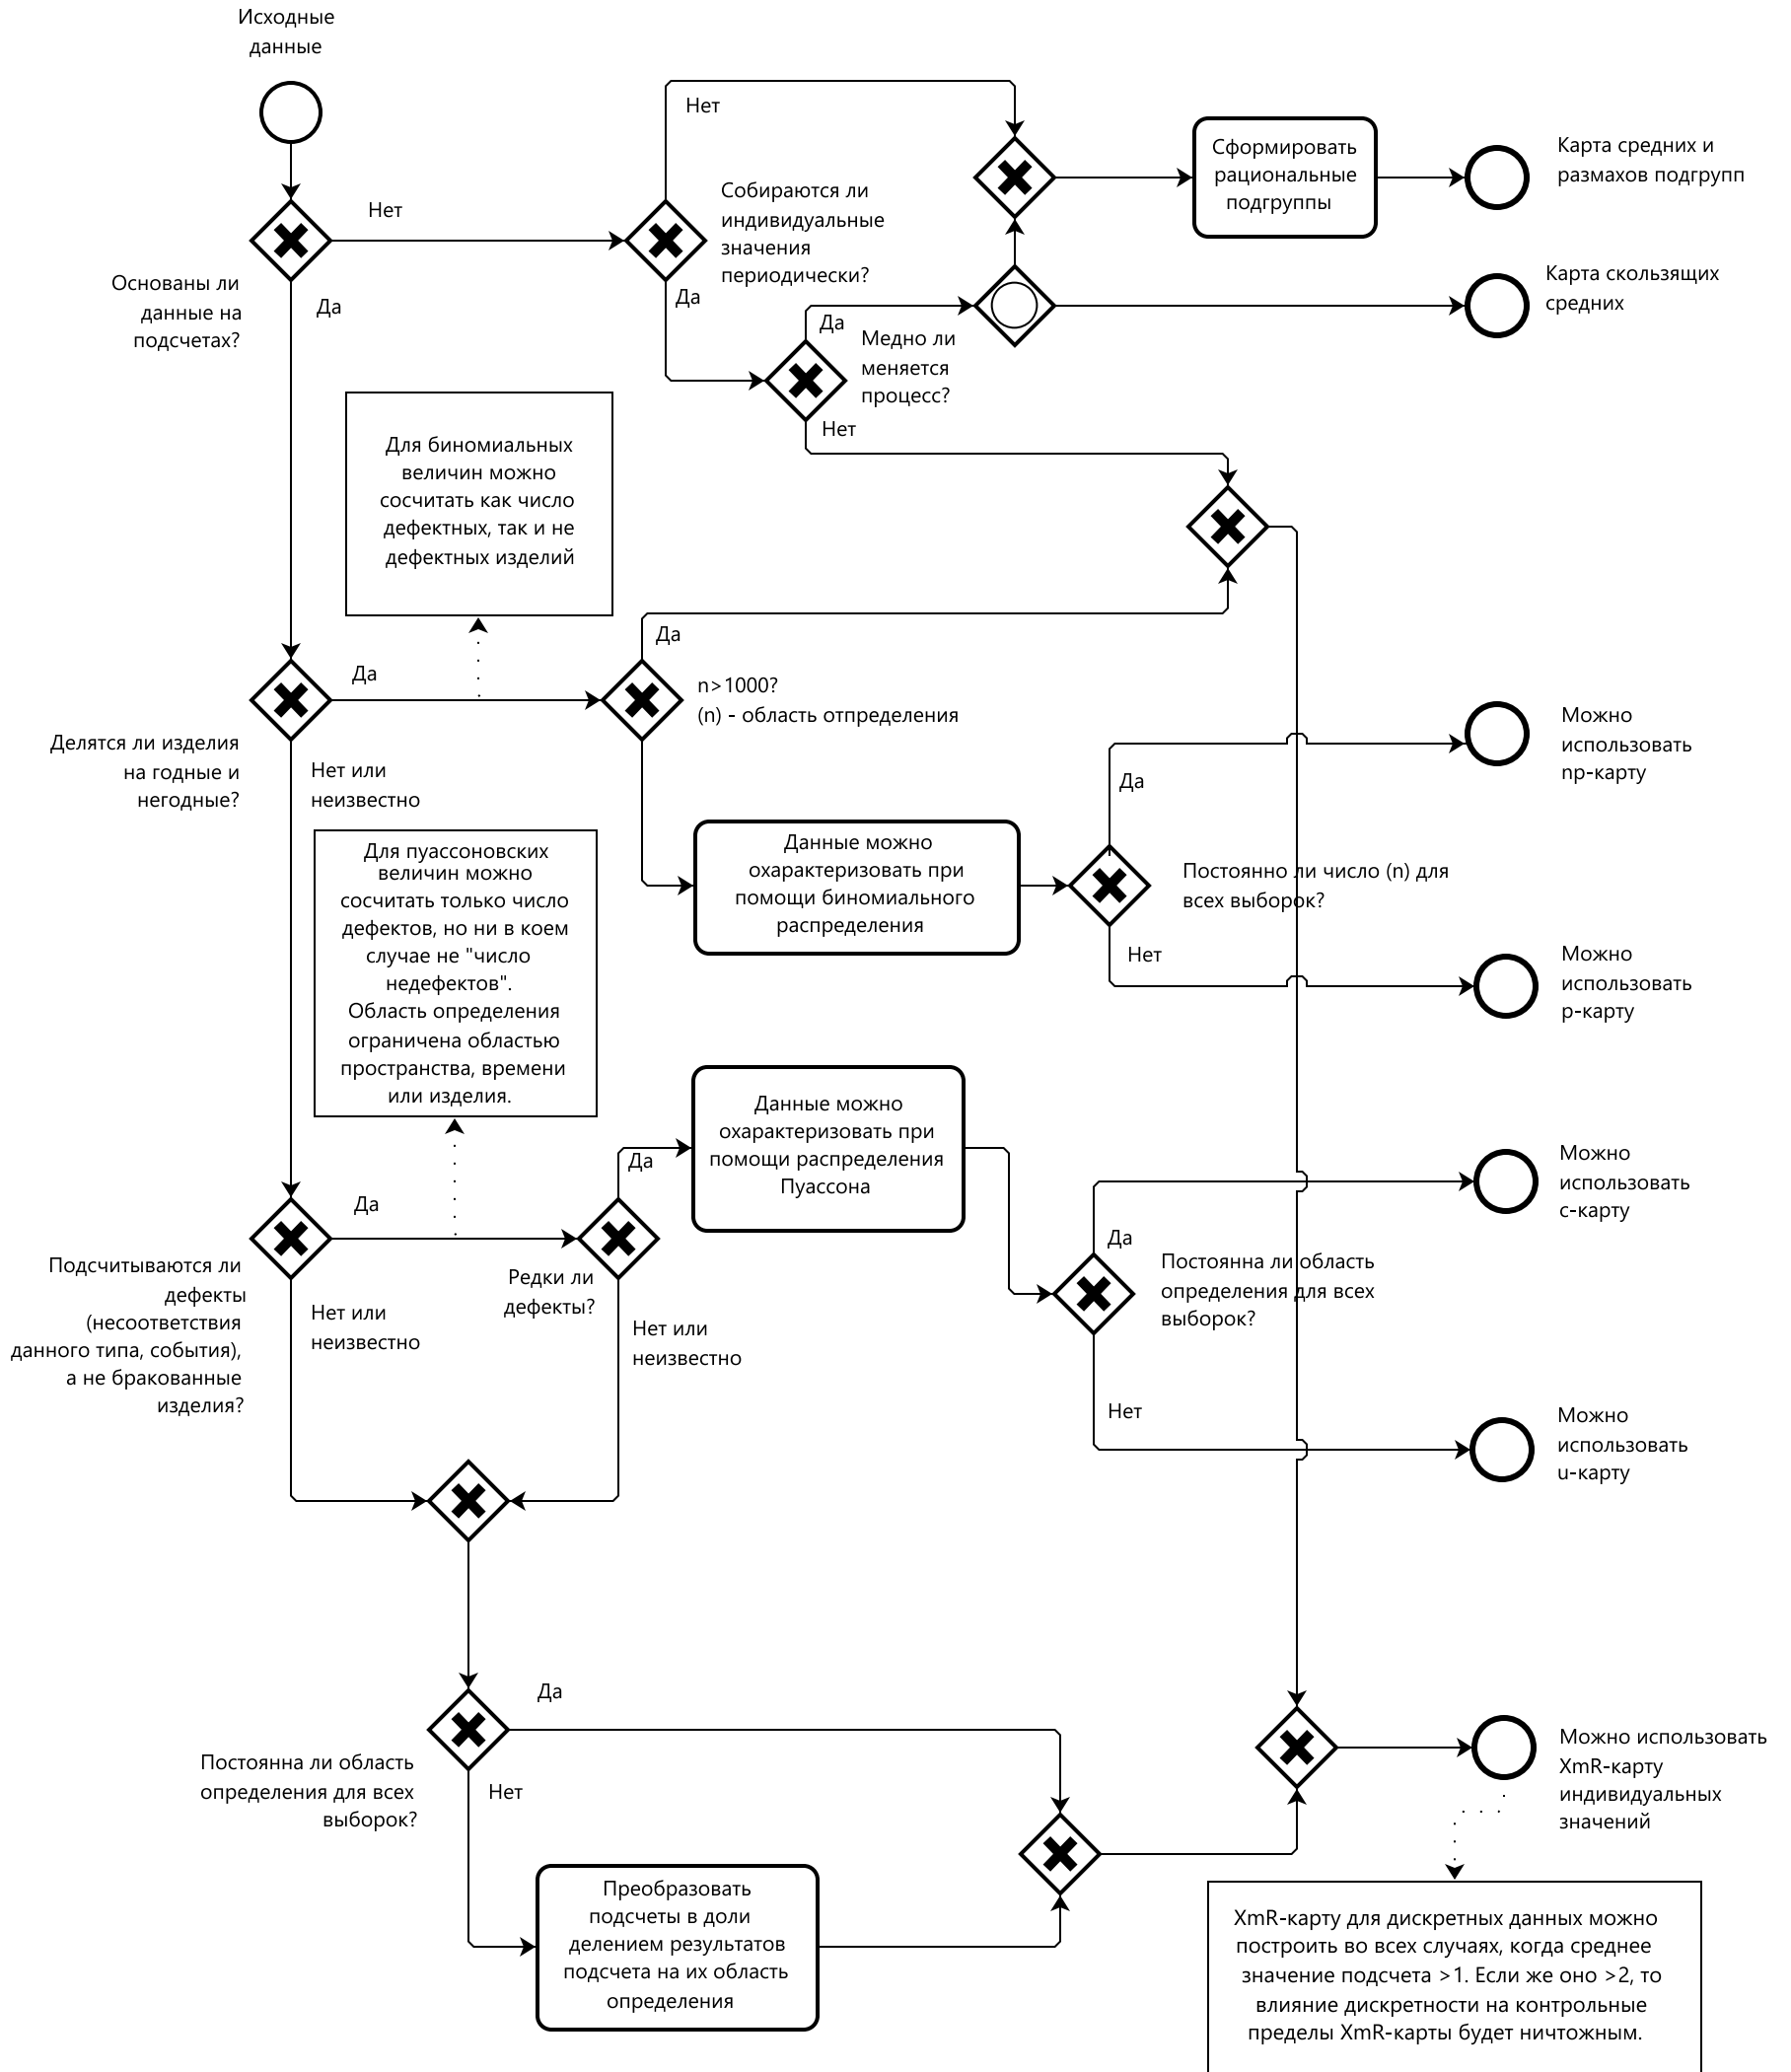 Исходные
данные
Нет
Сформировать
рациональные
подгруппы
Карта средних и
размахов подгрупп
Собираются ли
индивидуальные
значения
периодически?
Нет
Основаны ли
данные на
подсчетах?
Да
Да
Карта скользящих
средних
Да
Медно ли
меняется
процесс?
Нет
Для биномиальных
величин можно
сосчитать как число
дефектных, так и не
дефектных изделий
Да
Да
n>1000?
(n) - область отпределения
Делятся ли изделия
на годные и
негодные?
Нет или
неизвестно
Можно
использовать
np-карту
Да
Данные можно
охарактеризовать при
помощи биномиального
распределения
Постоянно ли число (n) для
всех выборок?
Нет
Можно
использовать
p-карту
Для пуассоновских
величин можно
сосчитать только число
дефектов, но ни в коем
случае не "число
недефектов".
Область определения
ограничена областью
пространства, времени
или изделия.
Данные можно
охарактеризовать при
помощи распределения
Пуассона
Да
Да
Можно
использовать
с-карту
Да
Подсчитываются ли
дефекты
(несоответствия
данного типа, события),
а не бракованные
изделия?
Нет или
неизвестно
Редки ли
дефекты?
Нет или
неизвестно
Постоянна ли область
определения для всех
выборок?
Нет
Можно
использовать
u-карту
Да
Постоянна ли область
определения для всех
выборок?
Нет
Можно использовать
XmR-карту
индивидуальных
значений
Преобразовать
подсчеты в доли
делением результатов
подсчета на их область
определения
XmR-карту для дискретных данных можно
построить во всех случаях, когда среднее
значение подсчета >1. Если же оно >2, то
влияние дискретности на контрольные
пределы XmR-карты будет ничтожным.